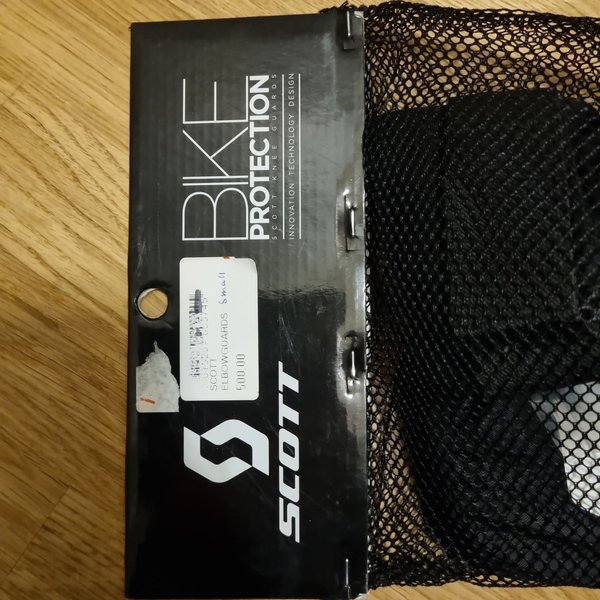 BIKE
PROTECTION
SCOTT KNEE GUARDS
INNOVATION TECHNOLOGY DESIGN
SCOTT
ELBOWGUARDS Small
500.00
SCOTT